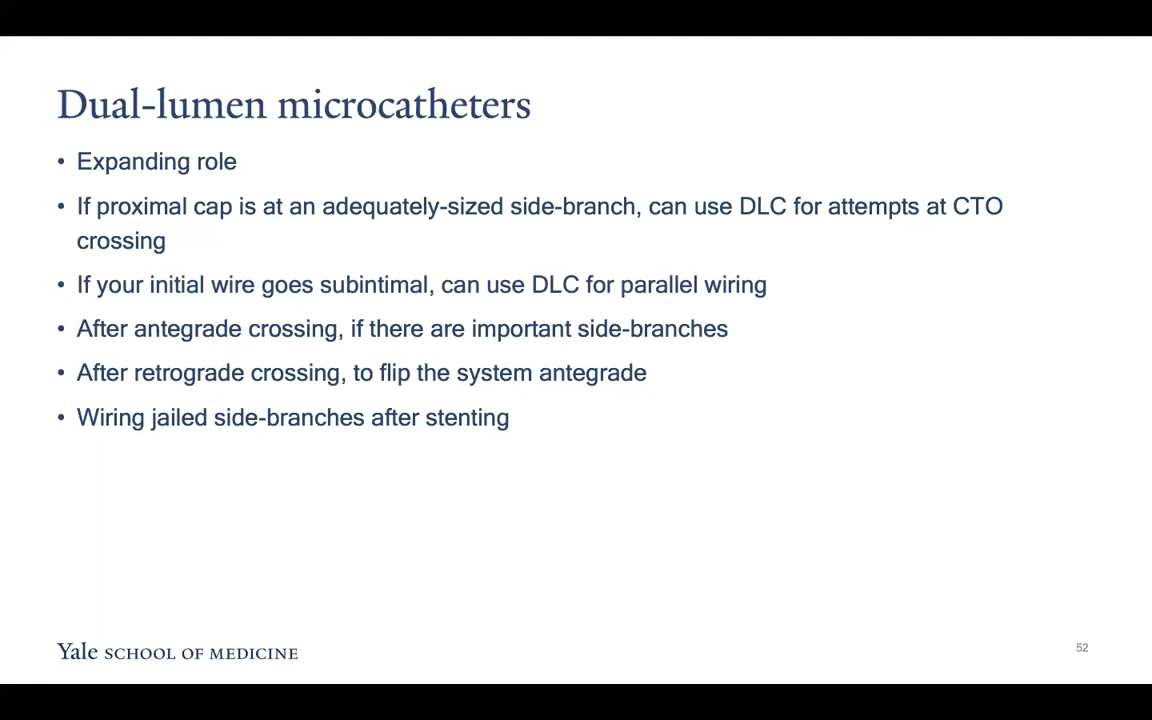 Dual-lumen microcatheters
• Expanding role
• If proximal cap is at an adequately-sized side-branch, can use DLC for attempts at CTO
crossing
• If your initial wire goes subintimal, can use DLC for parallel wiring
• After antegrade crossing, if there are important side-branches
• After retrograde crossing, to flip the system antegrade
• Wiring jailed side-branches after stenting
Yale SCHOOL OF MEDICINE
52